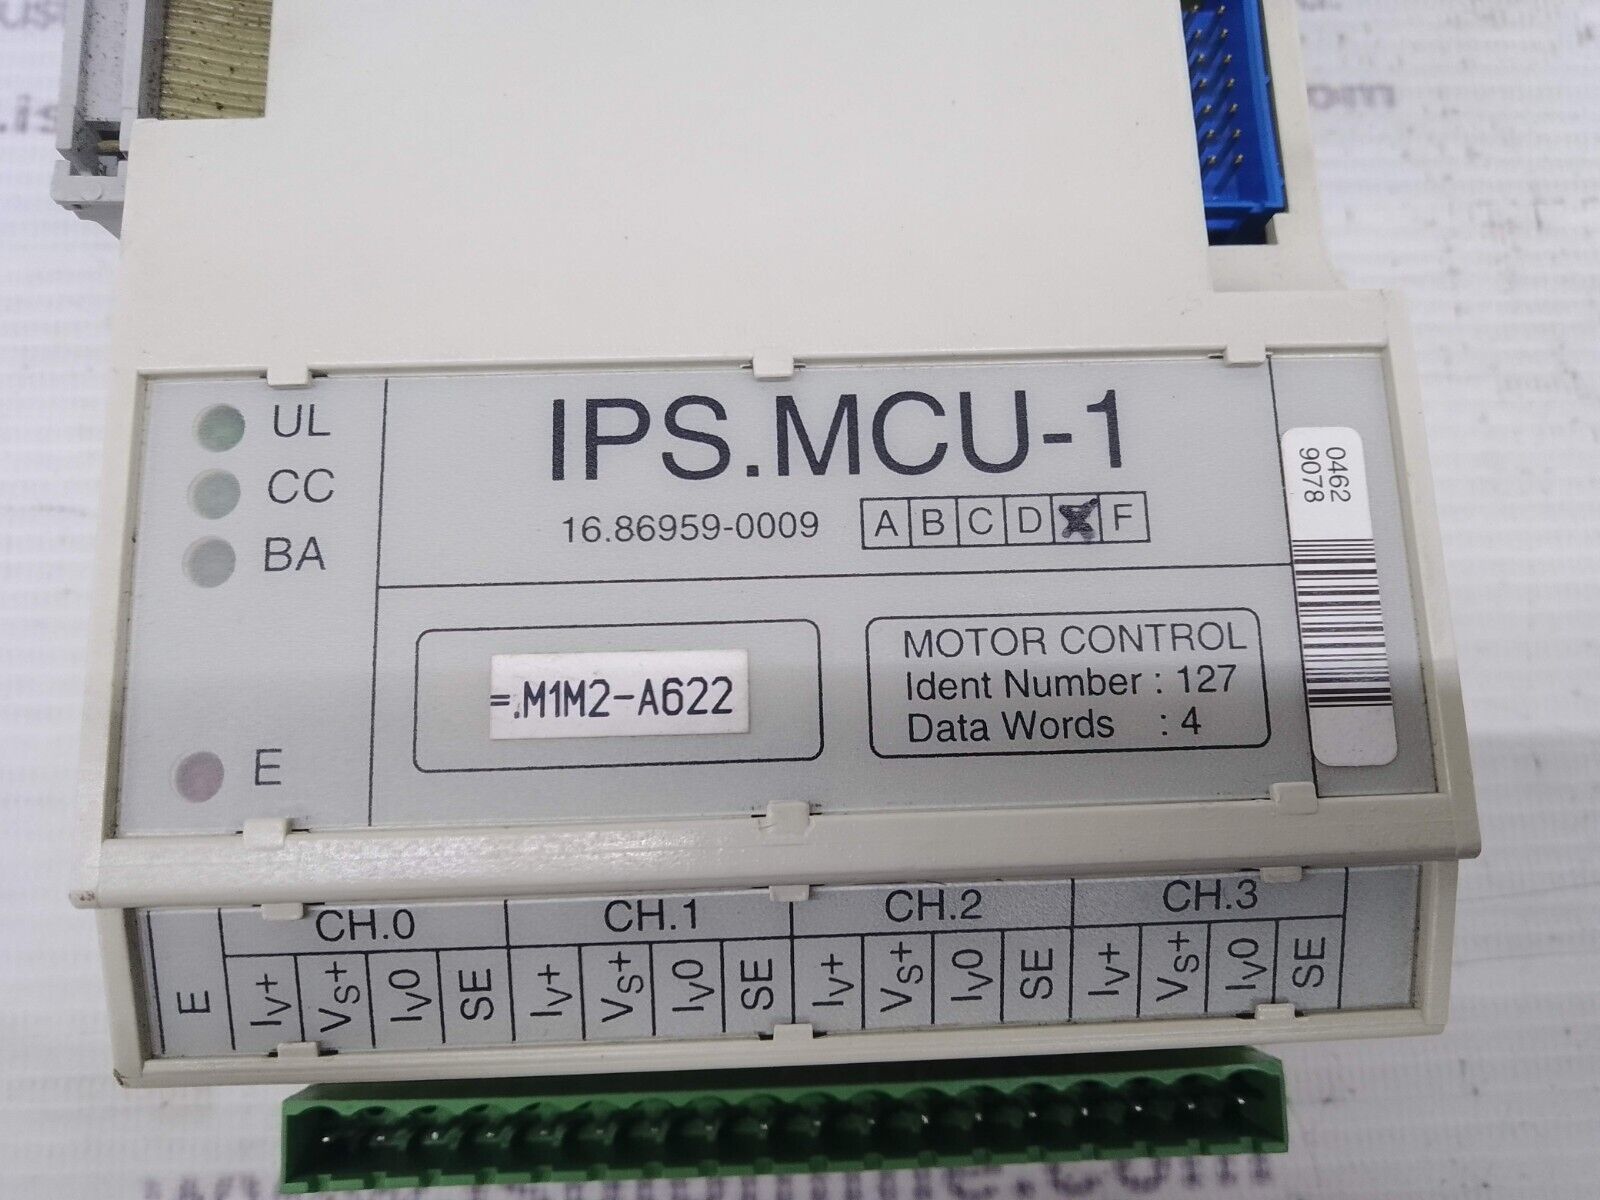 UL
CC
BA
E
IPS.MCU-1
16.86959-0009
A B C D F
=.M1M2-A622
MOTOR CONTROL
Ident Number : 127
Data Words : 4
0462
9078
CH.0 CH.1 CH.2 CH.3
E Iv+ Vs+ Iv0 SE Iv+ Vs+ Iv0 SE Iv+ Vs+ Iv0 SE Iv+ Vs+ Iv0 SE